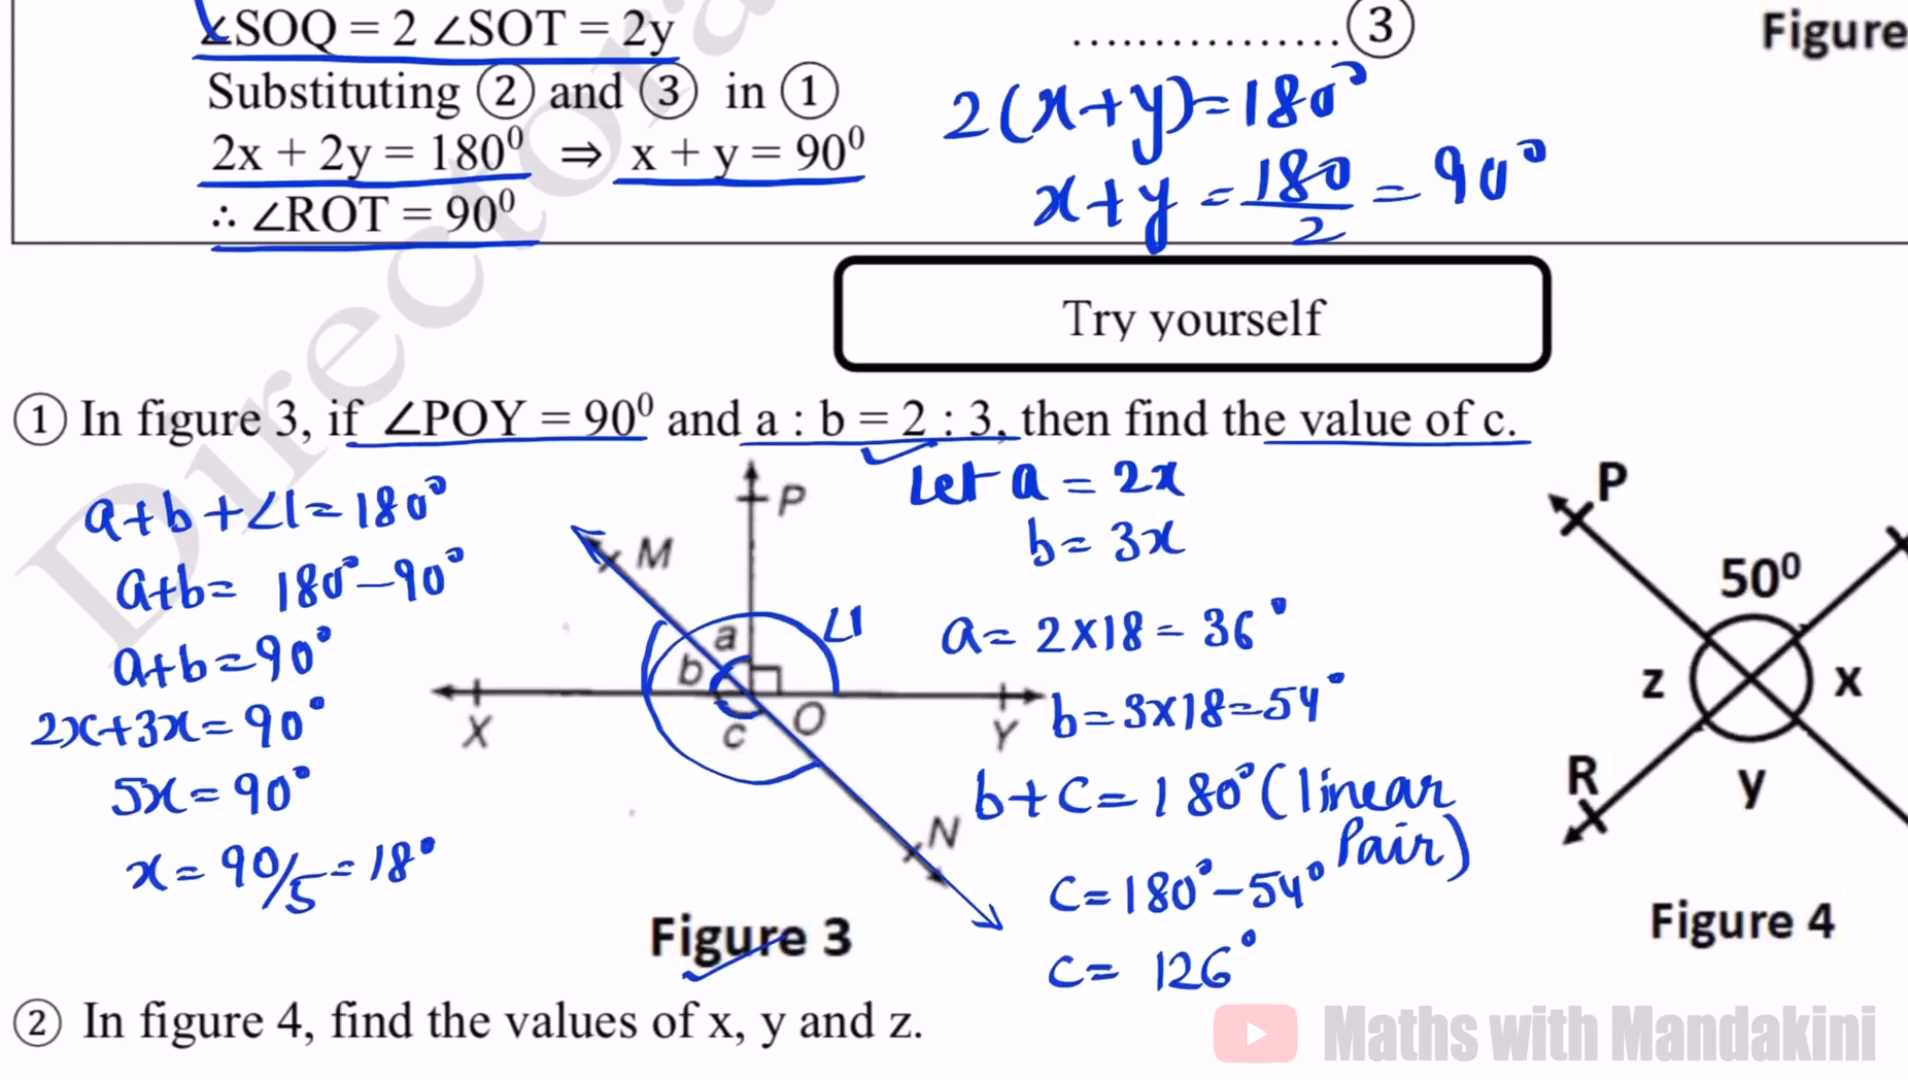 ∠SOQ = 2 ∠SOT = 2y ................③
Figure
Substituting ② and ③ in ①
2x + 2y = 180⁰ ⇒ x + y = 90⁰
∴ ∠ROT = 90⁰
2(x+y)=180°
x+y = 180/2 = 90°
Try yourself
① In figure 3, if ∠POY = 90⁰ and a : b = 2 : 3, then find the value of c.
a+b+∠1=180°
a+b= 180°-90°
a+b=90°
2x+3x=90°
5x=90°
x=90/5=18°
P
M
∠1
a
b
X
c
O
Y
N
Figure 3
Let a = 2x
b= 3x
a= 2x18= 36°
b=3x18=54°
b+c=180°(linear
Pair)
c=180°-54°
c= 126°
P
50⁰
z
x
R
y
Figure 4
② In figure 4, find the values of x, y and z.
Director
Maths with Mandakini